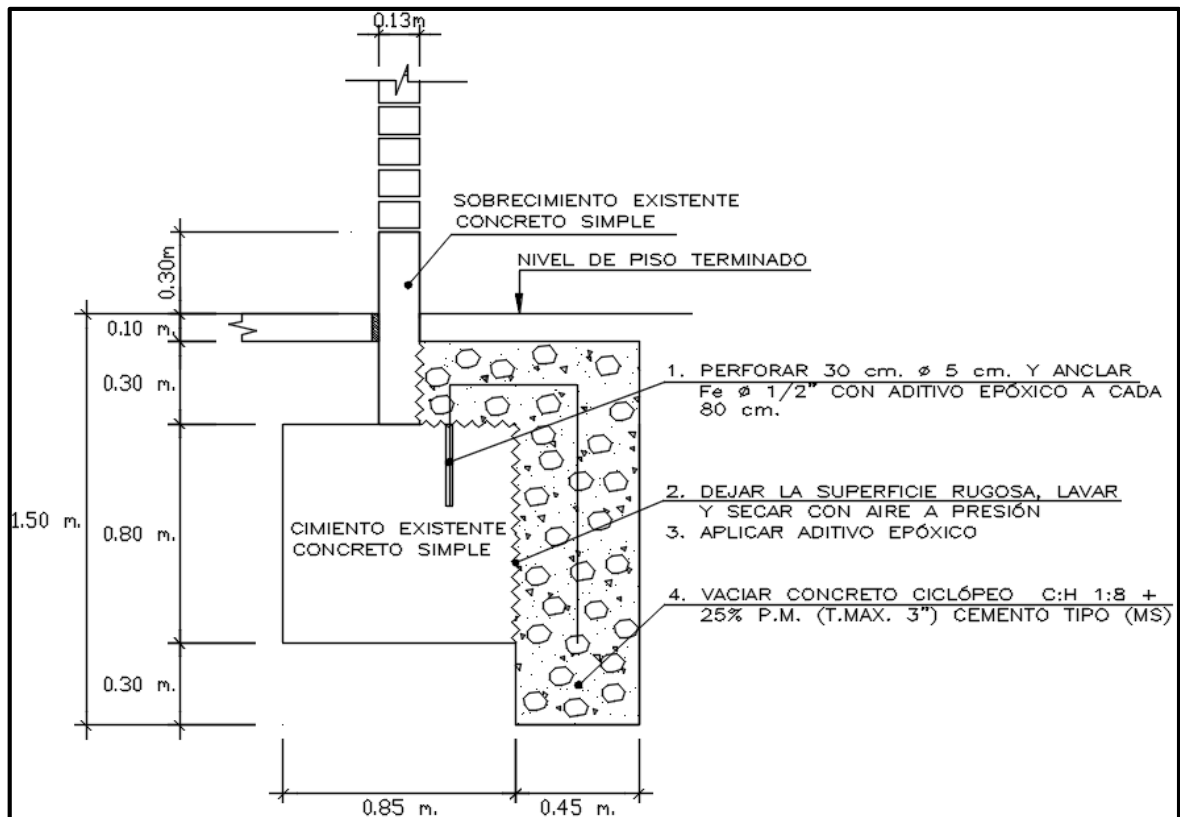 0.13m
SOBRECIMIENTO EXISTENTE
CONCRETO SIMPLE
0.30m
NIVEL DE PISO TERMINADO
0.10 m.
0.30 m.
1. PERFORAR 30 cm. ø 5 cm. Y ANCLAR
Fe ø 1/2" CON ADITIVO EPÓXICO A CADA
80 cm.
2. DEJAR LA SUPERFICIE RUGOSA, LAVAR
Y SECAR CON AIRE A PRESIÓN
3. APLICAR ADITIVO EPÓXICO
1.50 m.
0.80 m.
CIMIENTO EXISTENTE
CONCRETO SIMPLE
4. VACIAR CONCRETO CICLÓPEO C:H 1:8 +
25% P.M. (T.MAX. 3") CEMENTO TIPO (MS)
0.30 m.
0.85 m.
0.45 m.